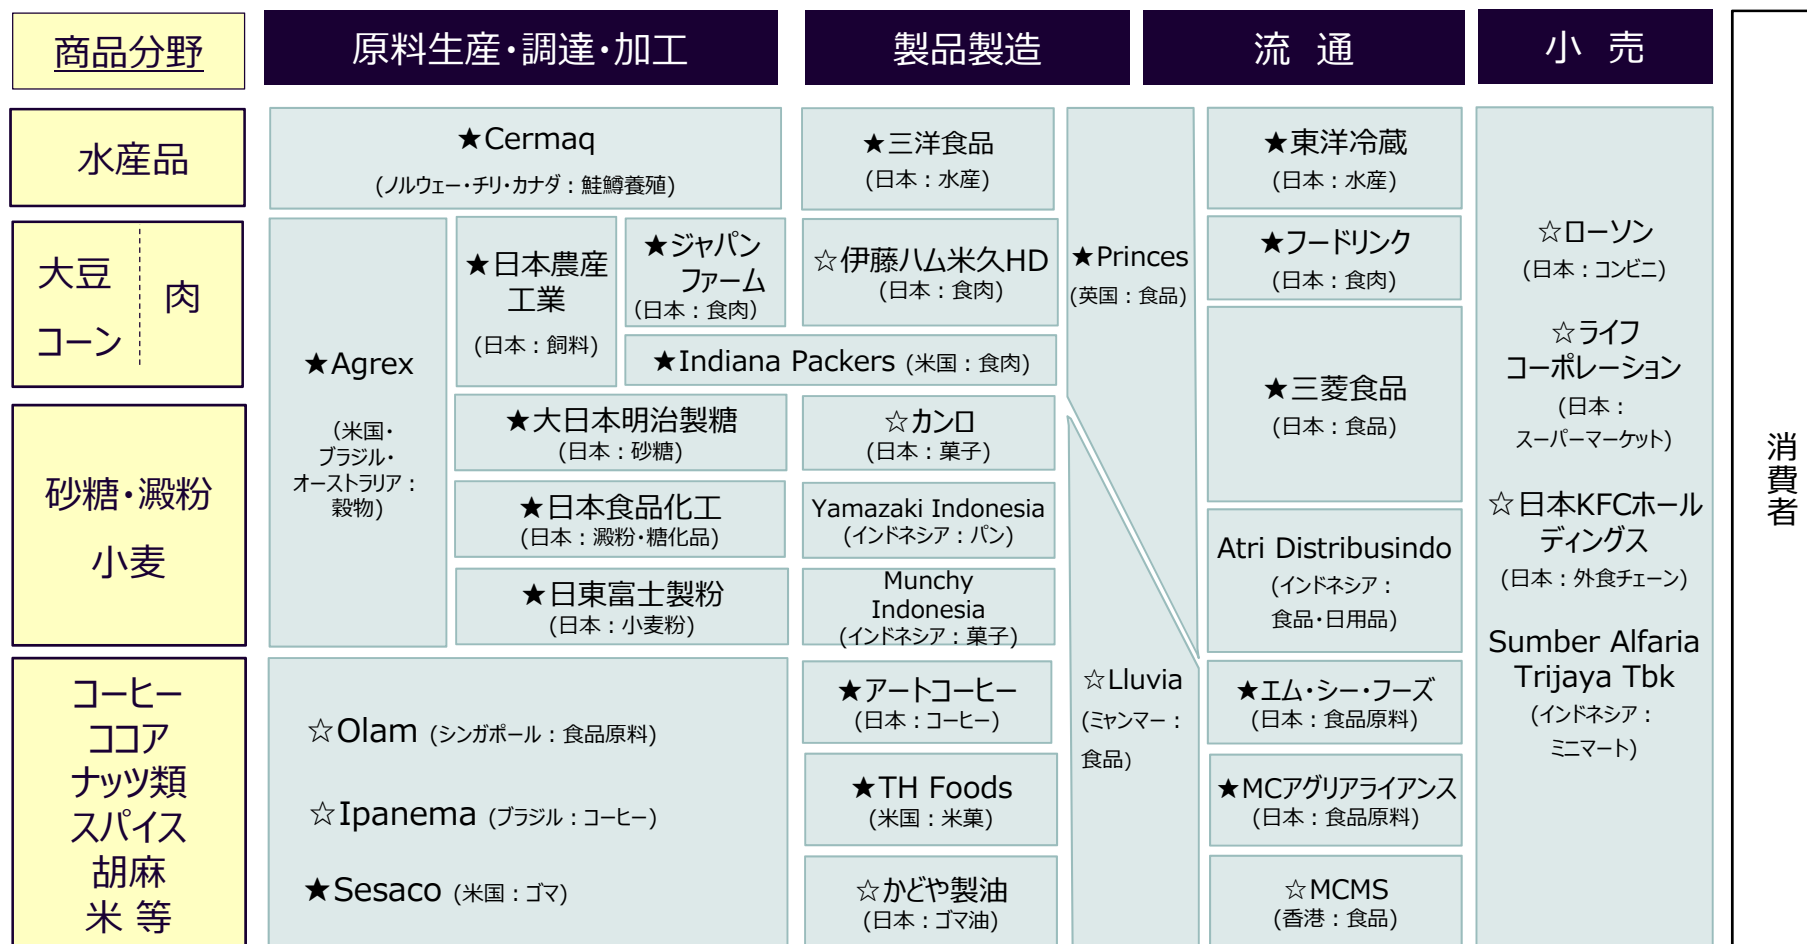 商品分野
原料生産・調達・加工
製品製造
流 通
小 売
水産品
★Cermaq
(ノルウェー・チリ・カナダ：鮭鱒養殖)
★三洋食品
(日本：水産)
★東洋冷蔵
(日本：水産)
大豆
コーン
肉
★Agrex
(米国・
ブラジル・
オーストラリア：
穀物)
★日本農産
工業
(日本：飼料)
★ジャパン
ファーム
(日本：食肉)
☆伊藤ハム米久HD
(日本：食肉)
★Indiana Packers (米国：食肉)
★Princes
(英国：食品)
★フードリンク
(日本：食肉)
★三菱食品
(日本：食品)
砂糖・澱粉
小麦
★大日本明治製糖
(日本：砂糖)
★日本食品化工
(日本：澱粉・糖化品)
★日東富士製粉
(日本：小麦粉)
☆カンロ
(日本：菓子)
Yamazaki Indonesia
(インドネシア：パン)
Munchy
Indonesia
(インドネシア：菓子)
Atri Distribusindo
(インドネシア：
食品・日用品)
コーヒー
ココア
ナッツ類
スパイス
胡麻
米 等
☆Olam (シンガポール：食品原料)
☆Ipanema (ブラジル：コーヒー)
★Sesaco (米国：ゴマ)
★アートコーヒー
(日本：コーヒー)
★TH Foods
(米国：米菓)
☆かどや製油
(日本：ゴマ油)
☆Lluvia
(ミャンマー：
食品)
★エム・シー・フーズ
(日本：食品原料)
★MCアグリアライアンス
(日本：食品原料)
☆MCMS
(香港：食品)
☆ローソン
(日本：コンビニ)
☆ライフ
コーポレーション
(日本：
スーパーマーケット)
☆日本KFCホール
ディングス
(日本：外食チェーン)
Sumber Alfaria
Trijaya Tbk
(インドネシア：
ミニマート)
消費者